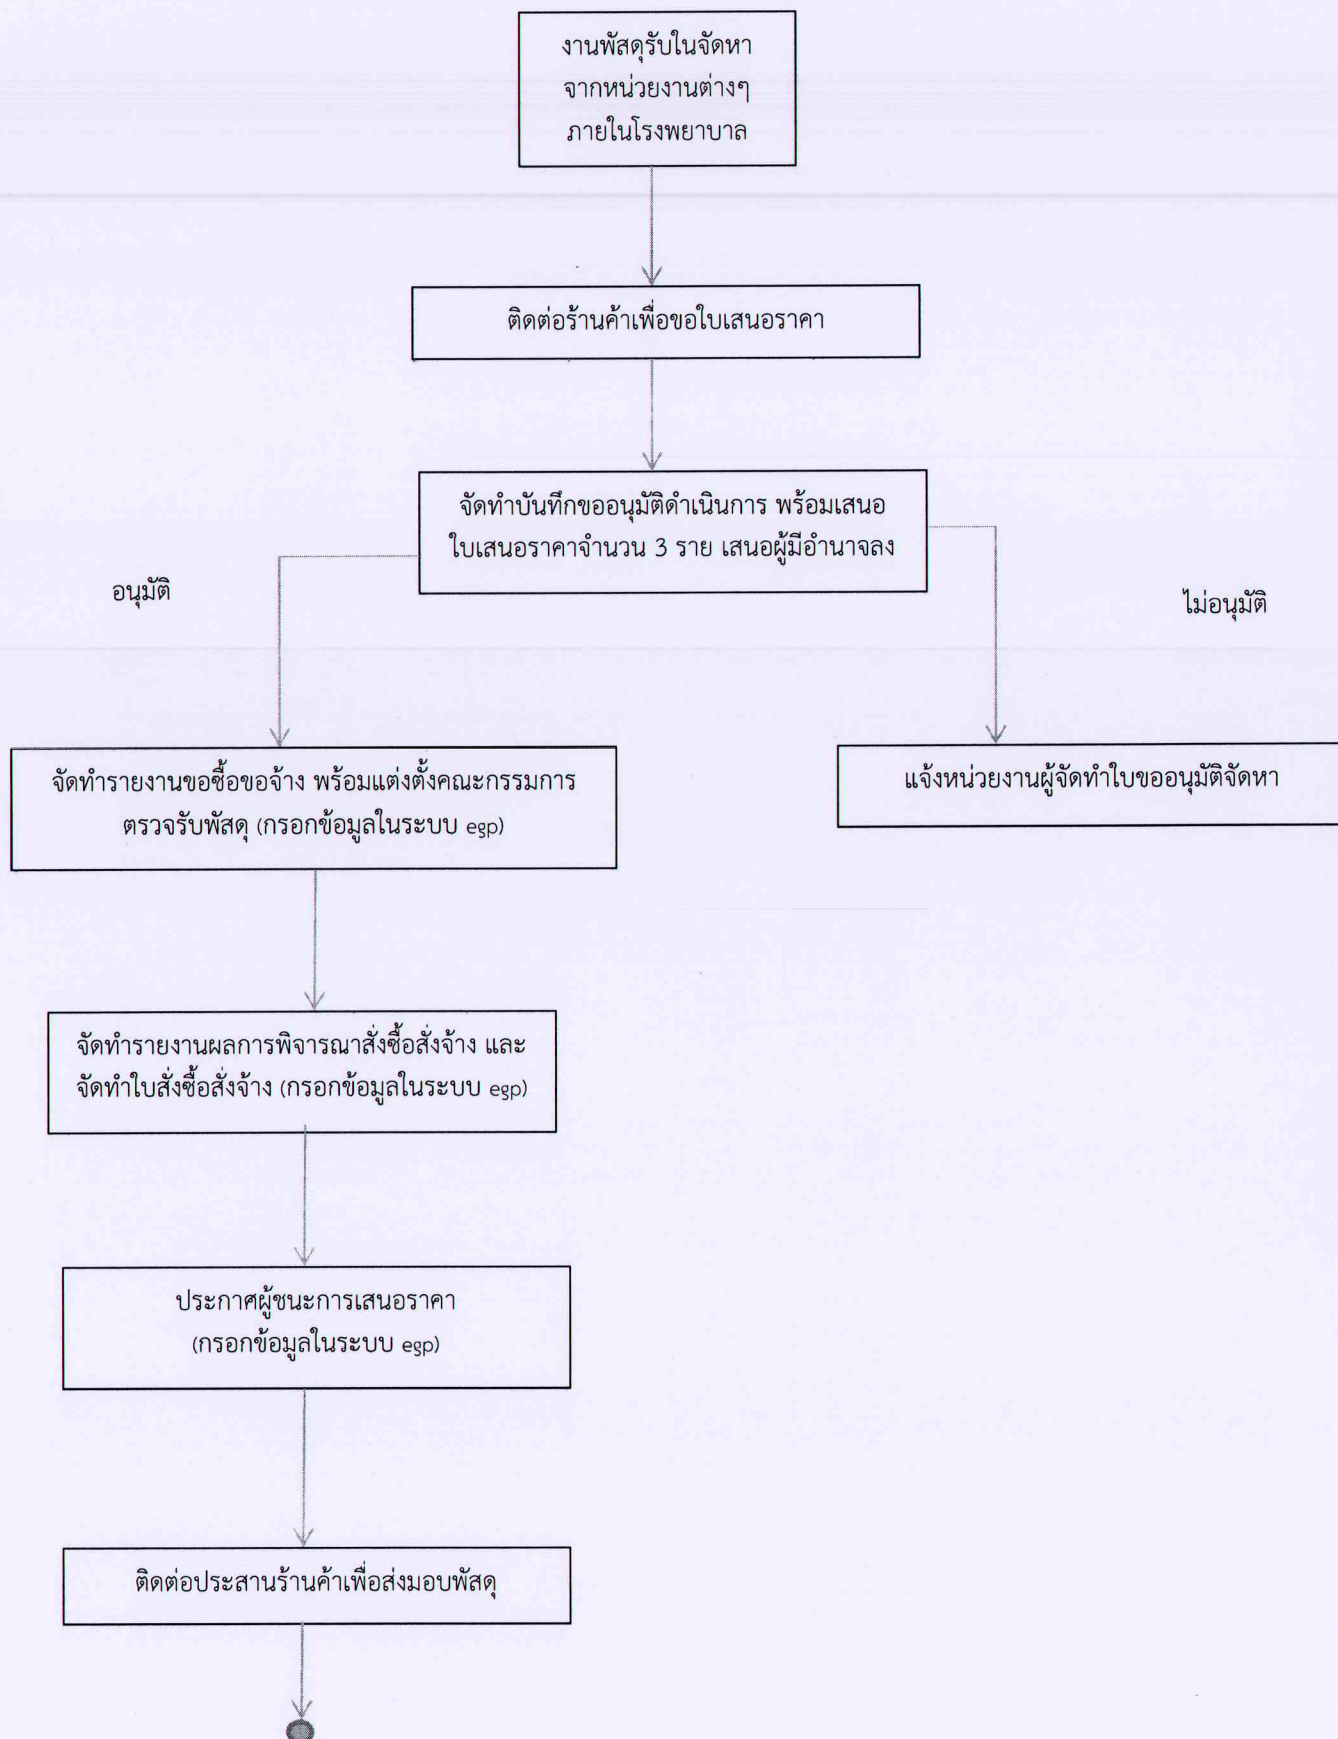 งานพัสดุรับใบจัดหา
จากหน่วยงานต่างๆ
ภายในโรงพยาบาล
ติดต่อร้านค้าเพื่อขอใบเสนอราคา
จัดทำบันทึกขออนุมัติดำเนินการ พร้อมเสนอ
ใบเสนอราคาจำนวน 3 ราย เสนอผู้มีอำนาจลง
อนุมัติ
ไม่อนุมัติ
จัดทำรายงานขอซื้อขอจ้าง พร้อมแต่งตั้งคณะกรรมการ
ตรวจรับพัสดุ (กรอกข้อมูลในระบบ egp)
แจ้งหน่วยงานผู้จัดทำใบขออนุมัติจัดหา
จัดทำรายงานผลการพิจารณาสั่งซื้อสั่งจ้าง และ
จัดทำใบสั่งซื้อสั่งจ้าง (กรอกข้อมูลในระบบ egp)
ประกาศผู้ชนะการเสนอราคา
(กรอกข้อมูลในระบบ egp)
ติดต่อประสานร้านค้าเพื่อส่งมอบพัสดุ